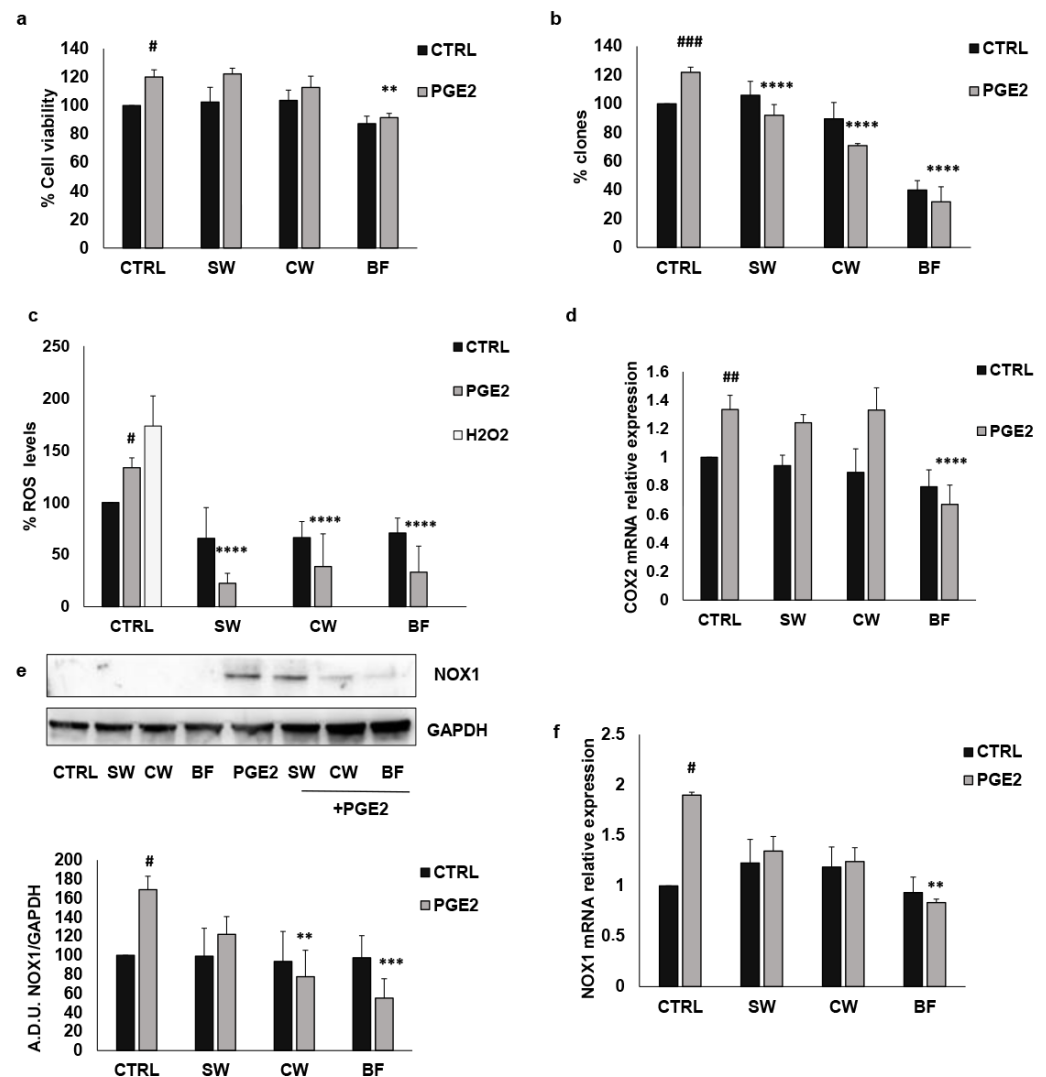 a
% Cell viability
140
120
100
80
60
40
20
0
#
**
CTRL
PGE2
CTRL SW CW BF
b
% clones
140
120
100
80
60
40
20
0
###
****
****
****
CTRL
PGE2
CTRL SW CW BF
c
% ROS levels
250
200
150
100
50
0
#
****
****
****
CTRL
PGE2
H2O2
CTRL SW CW BF
d
COX2 mRNA relative expression
1.6
1.4
1.2
1
0.8
0.6
0.4
0.2
0
##
****
CTRL
PGE2
CTRL SW CW BF
e
NOX1
GAPDH
CTRL SW CW BF PGE2 SW CW BF
+PGE2
A.D.U. NOX1/GAPDH
200
180
160
140
120
100
80
60
40
20
0
#
**
***
CTRL
PGE2
CTRL SW CW BF
f
NOX1 mRNA relative expression
2.5
2
1.5
1
0.5
0
#
**
CTRL
PGE2
CTRL SW CW BF